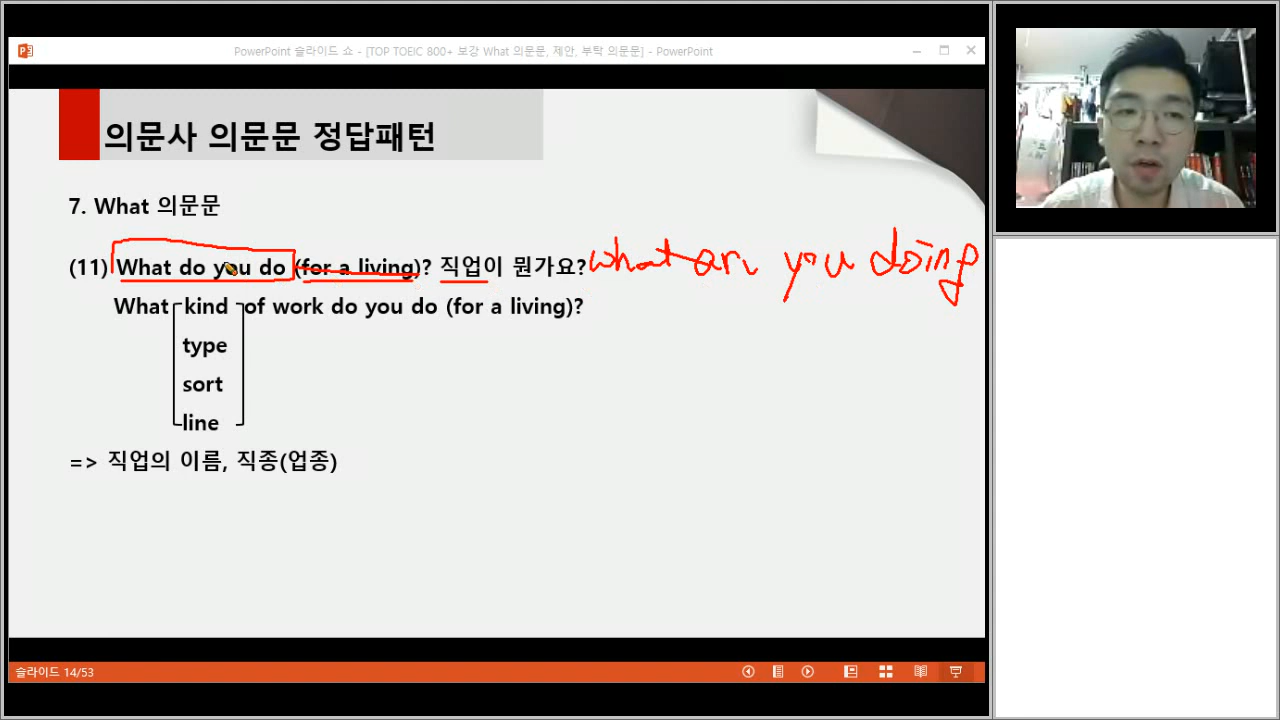 PowerPoint 슬라이드 쇼 - [TOP TOEIC 800+ 보강 What 의문문, 제안, 부탁 의문문] - PowerPoint
의문사 의문문 정답패턴
7. What 의문문
(11) What do you do (for a living)? 직업이 뭔가요? what are you doing
What kind of work do you do (for a living)?
type
sort
line
=> 직업의 이름, 직종(업종)
슬라이드 14/53